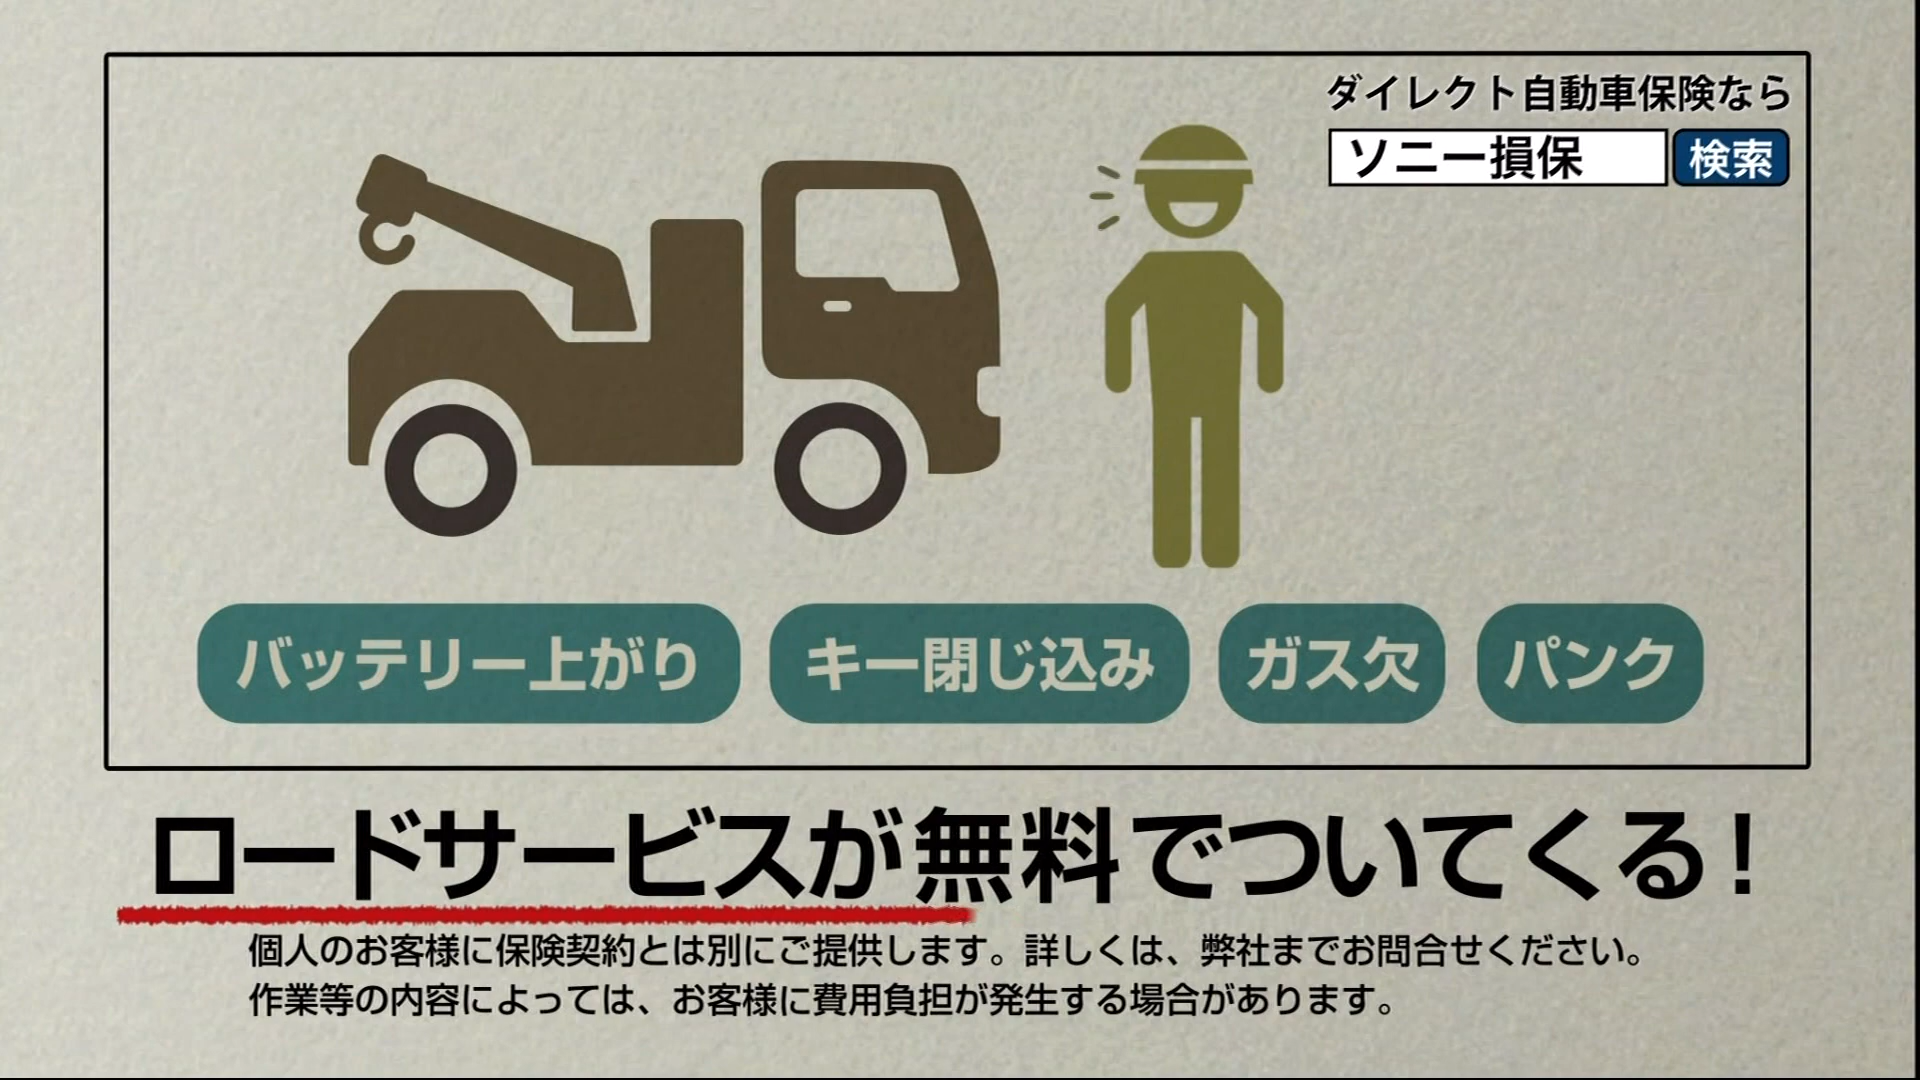 ダイレクト自動車保険なら
ソニー損保 検索
バッテリー上がり キー閉じ込み ガス欠 パンク
ロードサービスが無料でついてくる!
個人のお客様に保険契約とは別にご提供します。詳しくは、弊社までお問合せください。
作業等の内容によっては、お客様に費用負担が発生する場合があります。